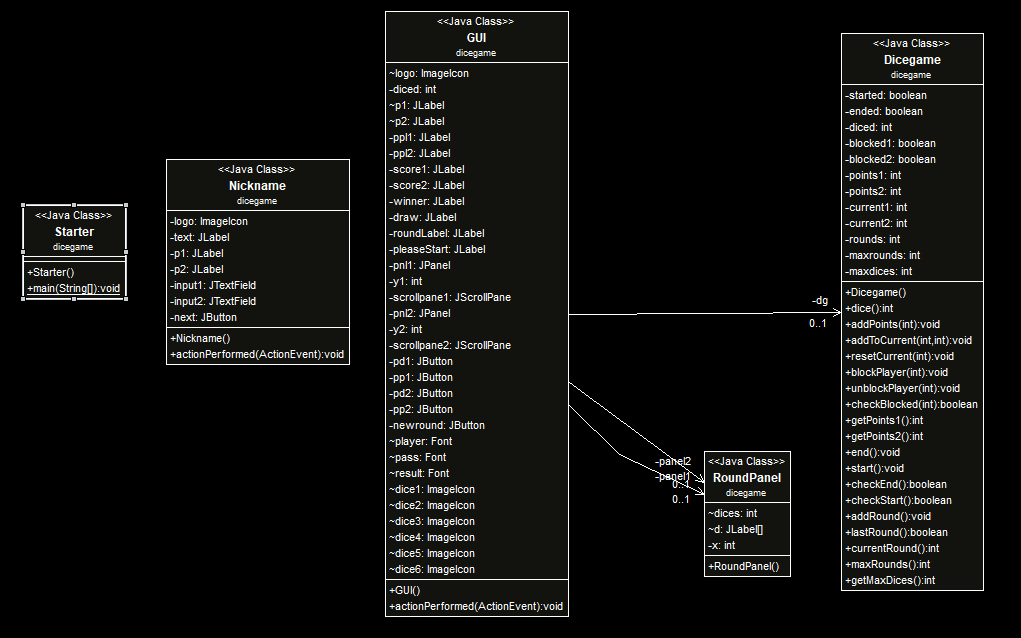 <<Java Class>>
Starter
dicegame
+Starter()
+main(String[]):void
<<Java Class>>
Nickname
dicegame
-logo: ImageIcon
-text: JLabel
-p1: JLabel
-p2: JLabel
-input1: JTextField
-input2: JTextField
-next: JButton
+Nickname()
+actionPerformed(ActionEvent):void
<<Java Class>>
GUI
dicegame
~logo: ImageIcon
-diced: int
~p1: JLabel
~p2: JLabel
-ppl1: JLabel
-ppl2: JLabel
-score1: JLabel
-score2: JLabel
-winner: JLabel
-draw: JLabel
-roundLabel: JLabel
-pleaseStart: JLabel
-pnl1: JPanel
-y1: int
-scrollpane1: JScrollPane
-pnl2: JPanel
-y2: int
-scrollpane2: JScrollPane
-pd1: JButton
-pp1: JButton
-pd2: JButton
-pp2: JButton
-newround: JButton
~player: Font
~pass: Font
~result: Font
~dice1: ImageIcon
~dice2: ImageIcon
~dice3: ImageIcon
~dice4: ImageIcon
~dice5: ImageIcon
~dice6: ImageIcon
+GUI()
+actionPerformed(ActionEvent):void
-dg
0..1
-panel2
-panel1
0..1
0..1
<<Java Class>>
RoundPanel
dicegame
~dices: int
~d: JLabel[]
-x: int
+RoundPanel()
<<Java Class>>
Dicegame
dicegame
-started: boolean
-ended: boolean
-diced: int
-blocked1: boolean
-blocked2: boolean
-points1: int
-points2: int
-current1: int
-current2: int
-rounds: int
-maxrounds: int
-maxdices: int
+Dicegame()
+dice():int
+addPoints(int):void
+addToCurrent(int,int):void
+resetCurrent(int):void
+blockPlayer(int):void
+unblockPlayer(int):void
+checkBlocked(int):boolean
+getPoints1():int
+getPoints2():int
+end():void
+start():void
+checkEnd():boolean
+checkStart():boolean
+addRound():void
+lastRound():boolean
+currentRound():int
+maxRounds():int
+getMaxDices():int